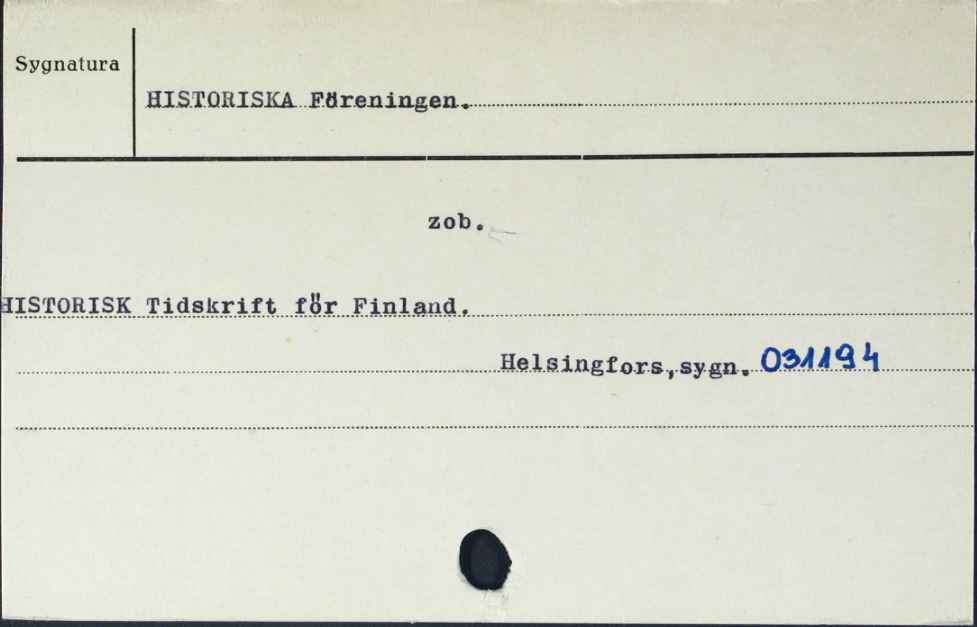 Sygnatura
HISTORISKA Föreningen.
zob.
HISTORISK Tidskrift för Finland.
Helsingfors,sygn. 031194